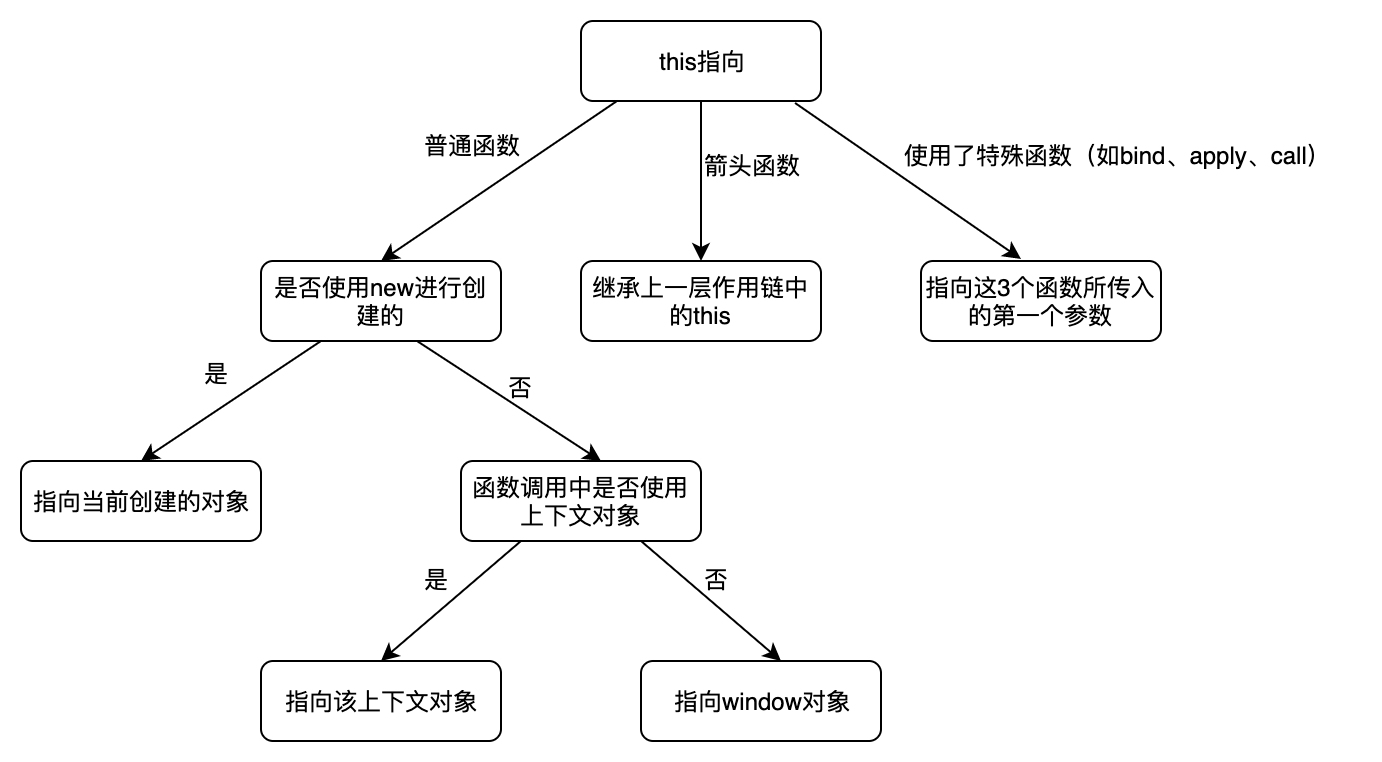 this指向
普通函数
箭头函数
使用了特殊函数（如bind、apply、call）
是否使用new进行创
建的
继承上一层作用链中
的this
指向这3个函数所传入
的第一个参数
是
否
指向当前创建的对象
函数调用中是否使用
上下文对象
是
否
指向该上下文对象
指向window对象